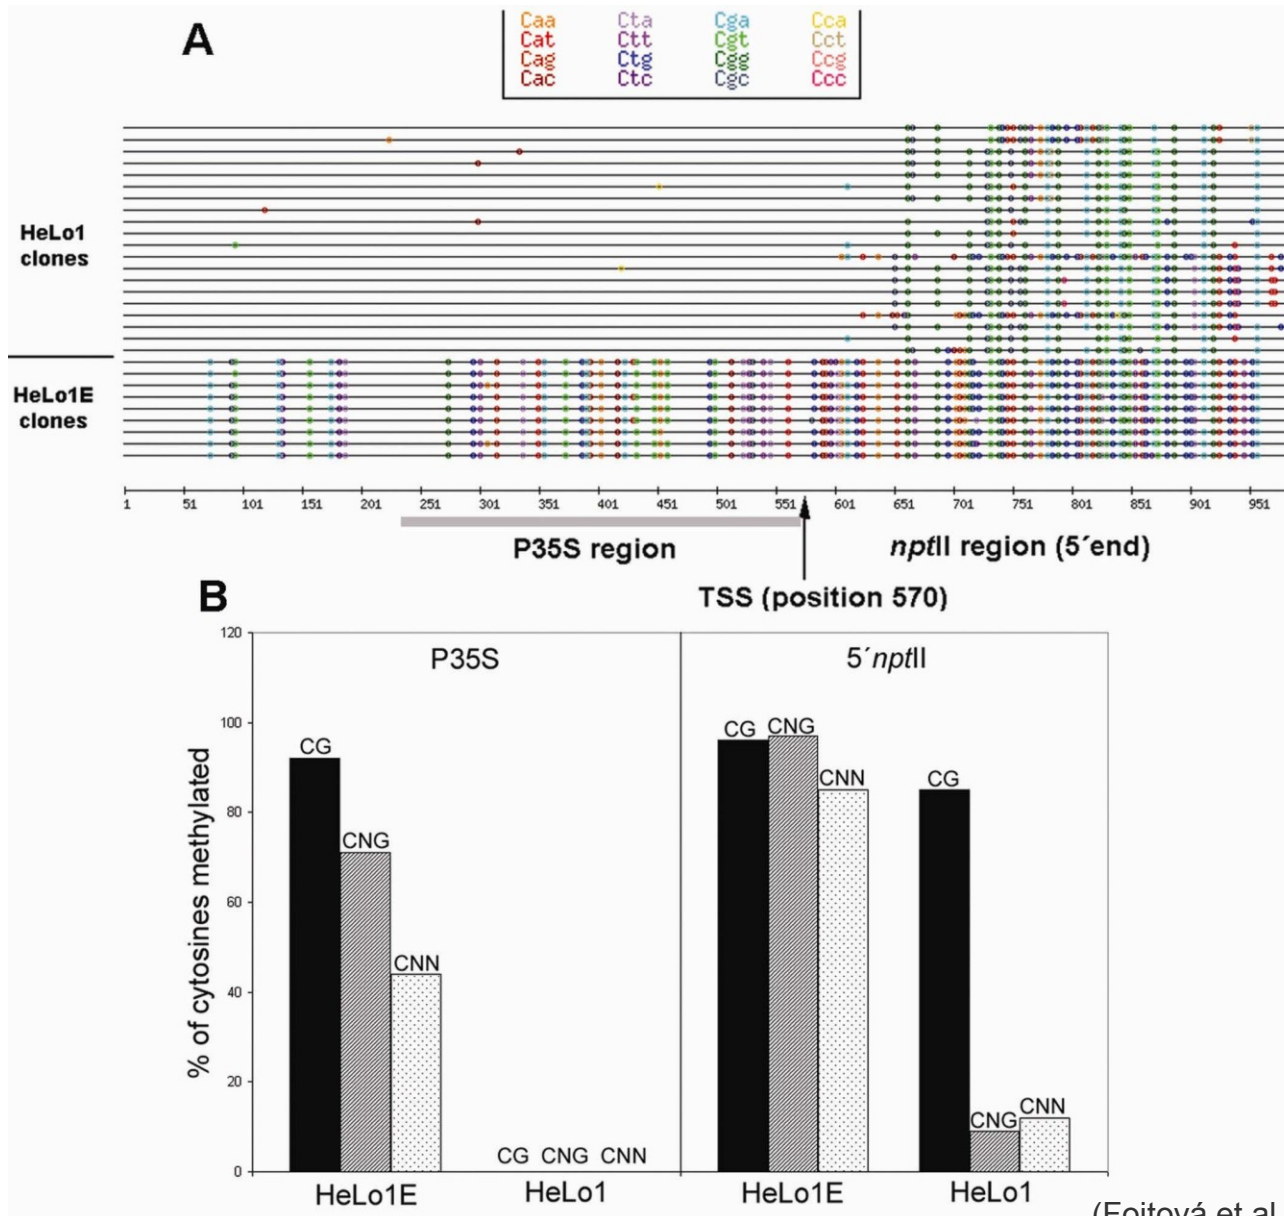 A
Caa Cta Cga Cca
Cat Ctt Cgt Cct
Cag Ctg Cgg Ccg
Cac Ctc Cgc Ccc
HeLo1
clones
HeLo1E
clones
1 51 101 151 201 251 301 351 401 451 501 551 601 651 701 751 801 851 901 951
P35S region
nptII region (5´end)
TSS (position 570)
B
% of cytosines methylated
120
100
80
60
40
20
0
P35S
5´nptII
CG
CNG
CNN
CG CNG CNN
CG
CNG
CNN
CG
CNG
CNN
HeLo1E HeLo1 HeLo1E HeLo1
(Fojtová et al